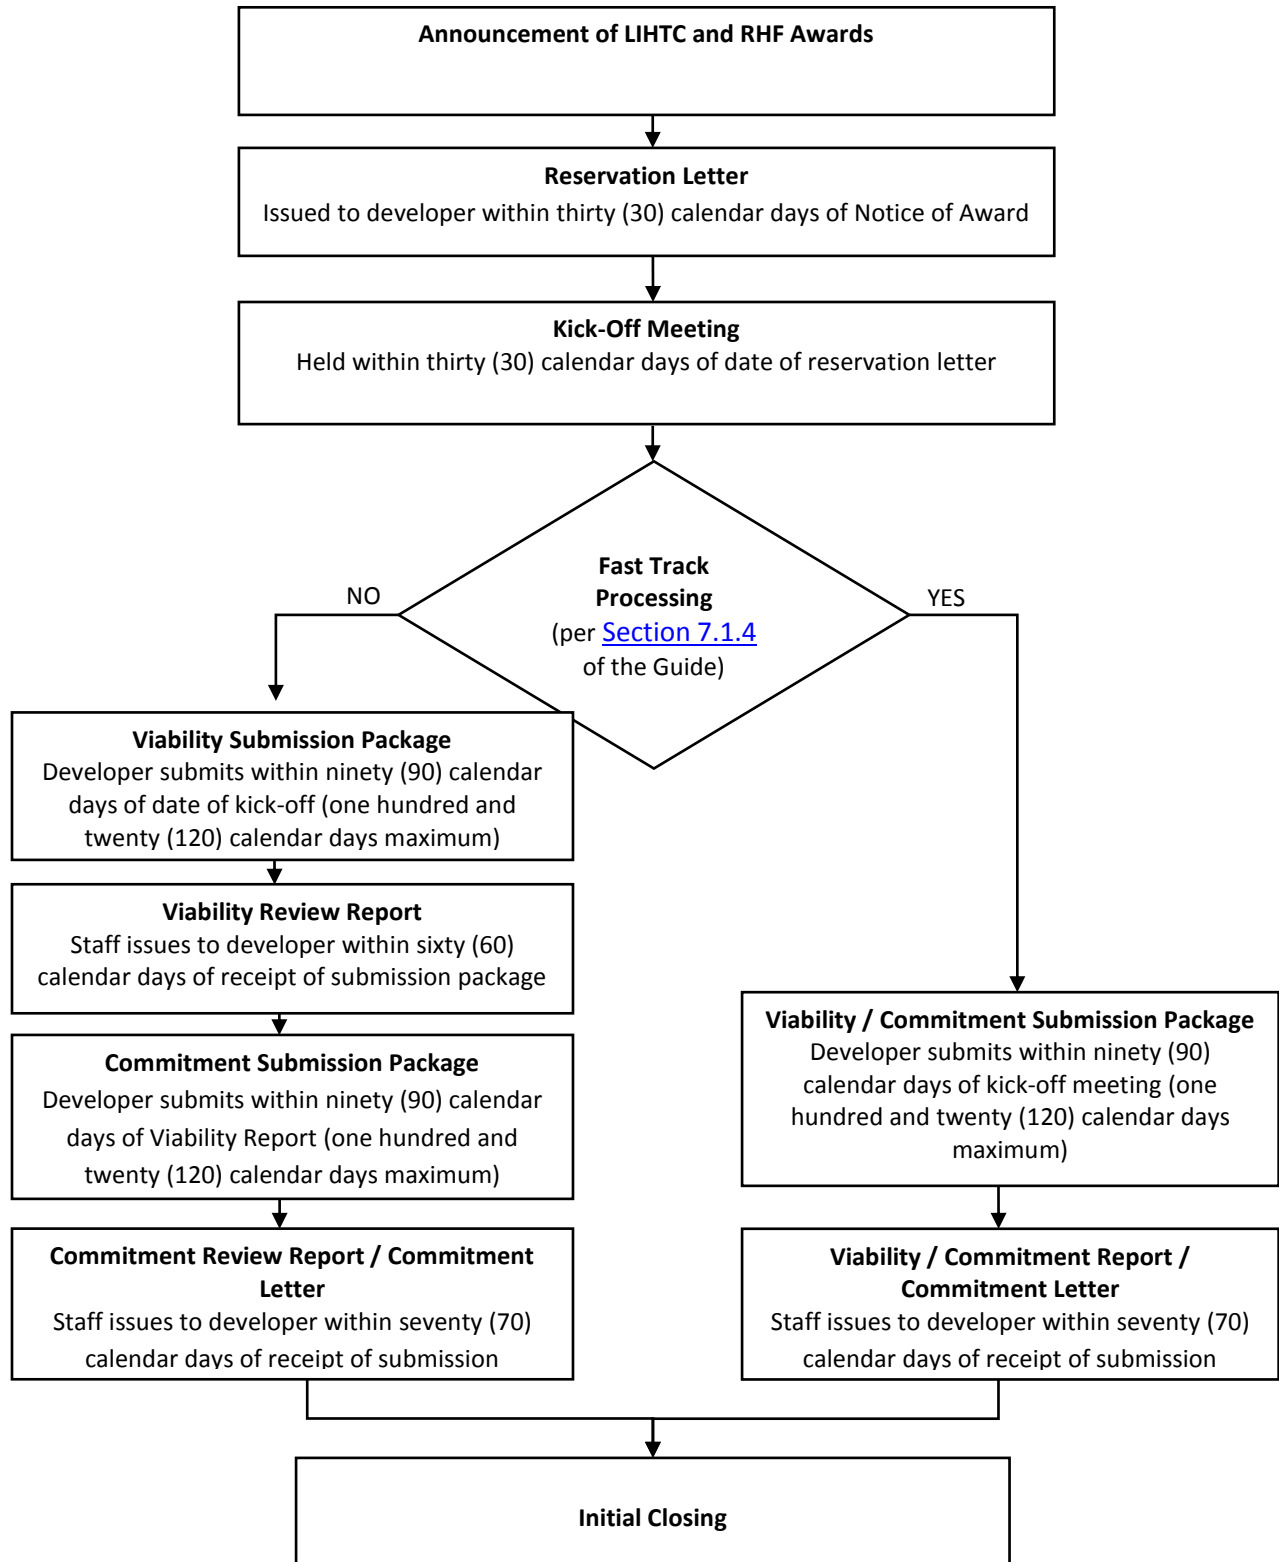 Announcement of LIHTC and RHF Awards
Reservation Letter
Issued to developer within thirty (30) calendar days of Notice of Award
Kick-Off Meeting
Held within thirty (30) calendar days of date of reservation letter
Fast Track
Processing
(per Section 7.1.4
of the Guide)
NO
YES
Viability Submission Package
Developer submits within ninety (90) calendar
days of date of kick-off (one hundred and
twenty (120) calendar days maximum)
Viability Review Report
Staff issues to developer within sixty (60)
calendar days of receipt of submission package
Commitment Submission Package
Developer submits within ninety (90) calendar
days of Viability Report (one hundred and
twenty (120) calendar days maximum)
Commitment Review Report / Commitment
Letter
Staff issues to developer within seventy (70)
calendar days of receipt of submission
Viability / Commitment Submission Package
Developer submits within ninety (90)
calendar days of kick-off meeting (one
hundred and twenty (120) calendar days
maximum)
Viability / Commitment Report /
Commitment Letter
Staff issues to developer within seventy (70)
calendar days of receipt of submission
Initial Closing